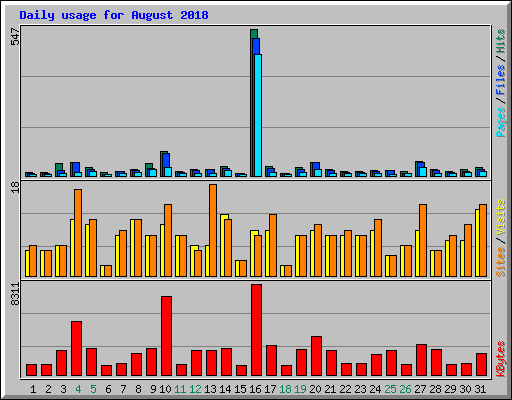 Daily usage for August 2018
547
Pages / Files / Hits
18
Sites / Visits
8311
KBytes
1 2 3 4 5 6 7 8 9 10 11 12 13 14 15 16 17 18 19 20 21 22 23 24 25 26 27 28 29 30 31